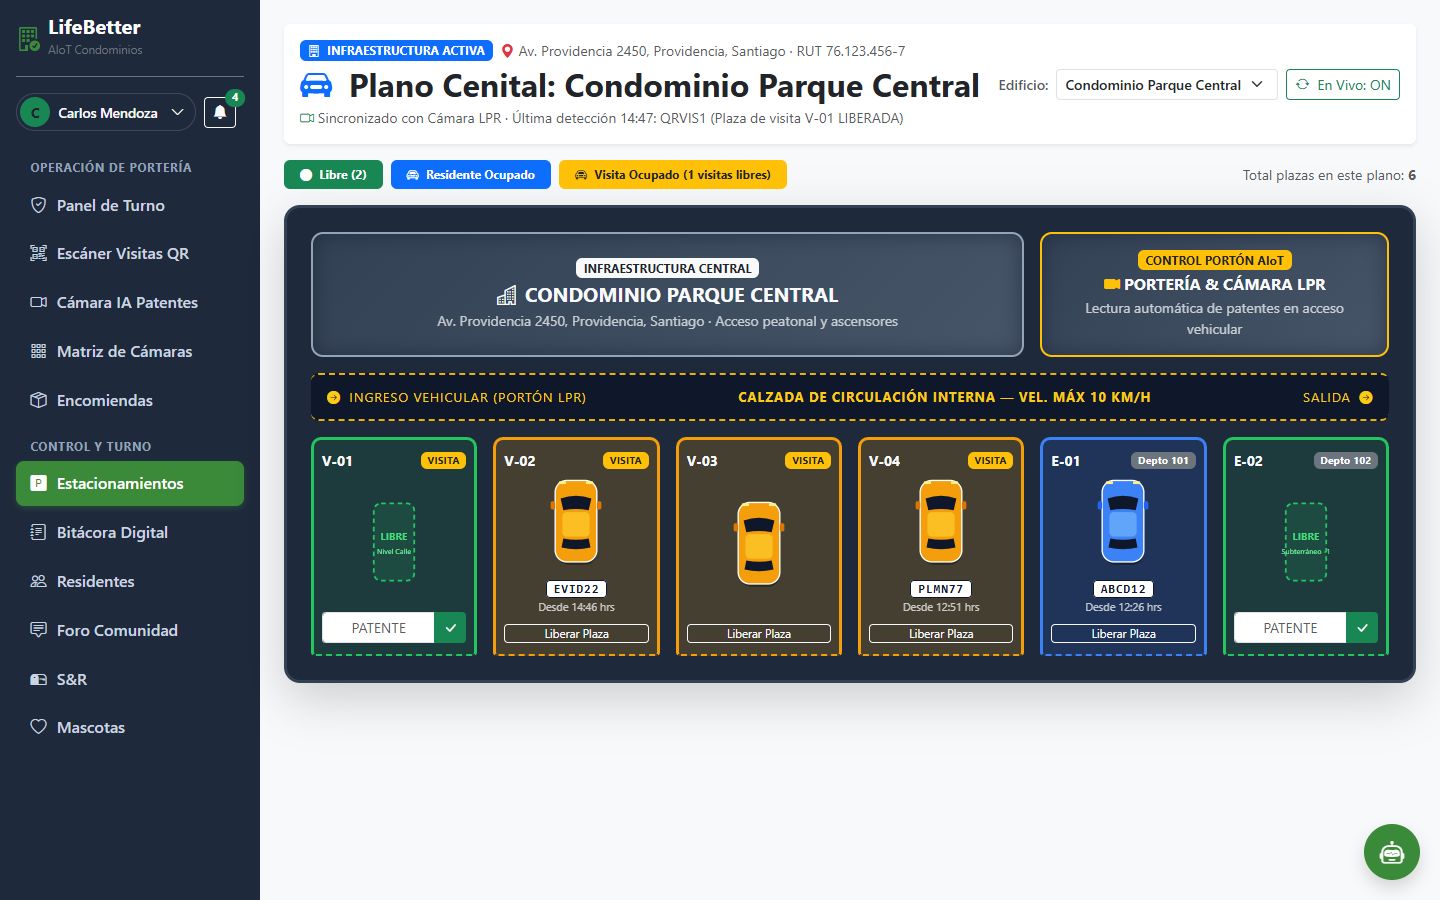 LifeBetter
AIoT Condominios
C Carlos Mendoza 4
OPERACIÓN DE PORTERÍA
Panel de Turno
Escáner Visitas QR
Cámara IA Patentes
Matriz de Cámaras
Encomiendas
CONTROL Y TURNO
P Estacionamientos
Bitácora Digital
Residentes
Foro Comunidad
S&R
Mascotas
INFRAESTRUCTURA ACTIVA Av. Providencia 2450, Providencia, Santiago · RUT 76.123.456-7
Plano Cenital: Condominio Parque Central
Edificio: Condominio Parque Central En Vivo: ON
Sincronizado con Cámara LPR · Última detección 14:47: QRVIS1 (Plaza de visita V-01 LIBERADA)
Libre (2) Residente Ocupado Visita Ocupado (1 visitas libres) Total plazas en este plano: 6
INFRAESTRUCTURA CENTRAL
CONDOMINIO PARQUE CENTRAL
Av. Providencia 2450, Providencia, Santiago · Acceso peatonal y ascensores
CONTROL PORTÓN AIoT
PORTERÍA & CÁMARA LPR
Lectura automática de patentes en acceso
vehicular
INGRESO VEHICULAR (PORTÓN LPR) CALZADA DE CIRCULACIÓN INTERNA — VEL. MÁX 10 KM/H SALIDA
V-01 VISITA
LIBRE
Nivel Calle
PATENTE
V-02 VISITA
EVID22
Desde 14:46 hrs
Liberar Plaza
V-03 VISITA
Liberar Plaza
V-04 VISITA
PLMN77
Desde 12:51 hrs
Liberar Plaza
E-01 Depto 101
ABCD12
Desde 12:26 hrs
Liberar Plaza
E-02 Depto 102
LIBRE
Subterráneo -1
PATENTE